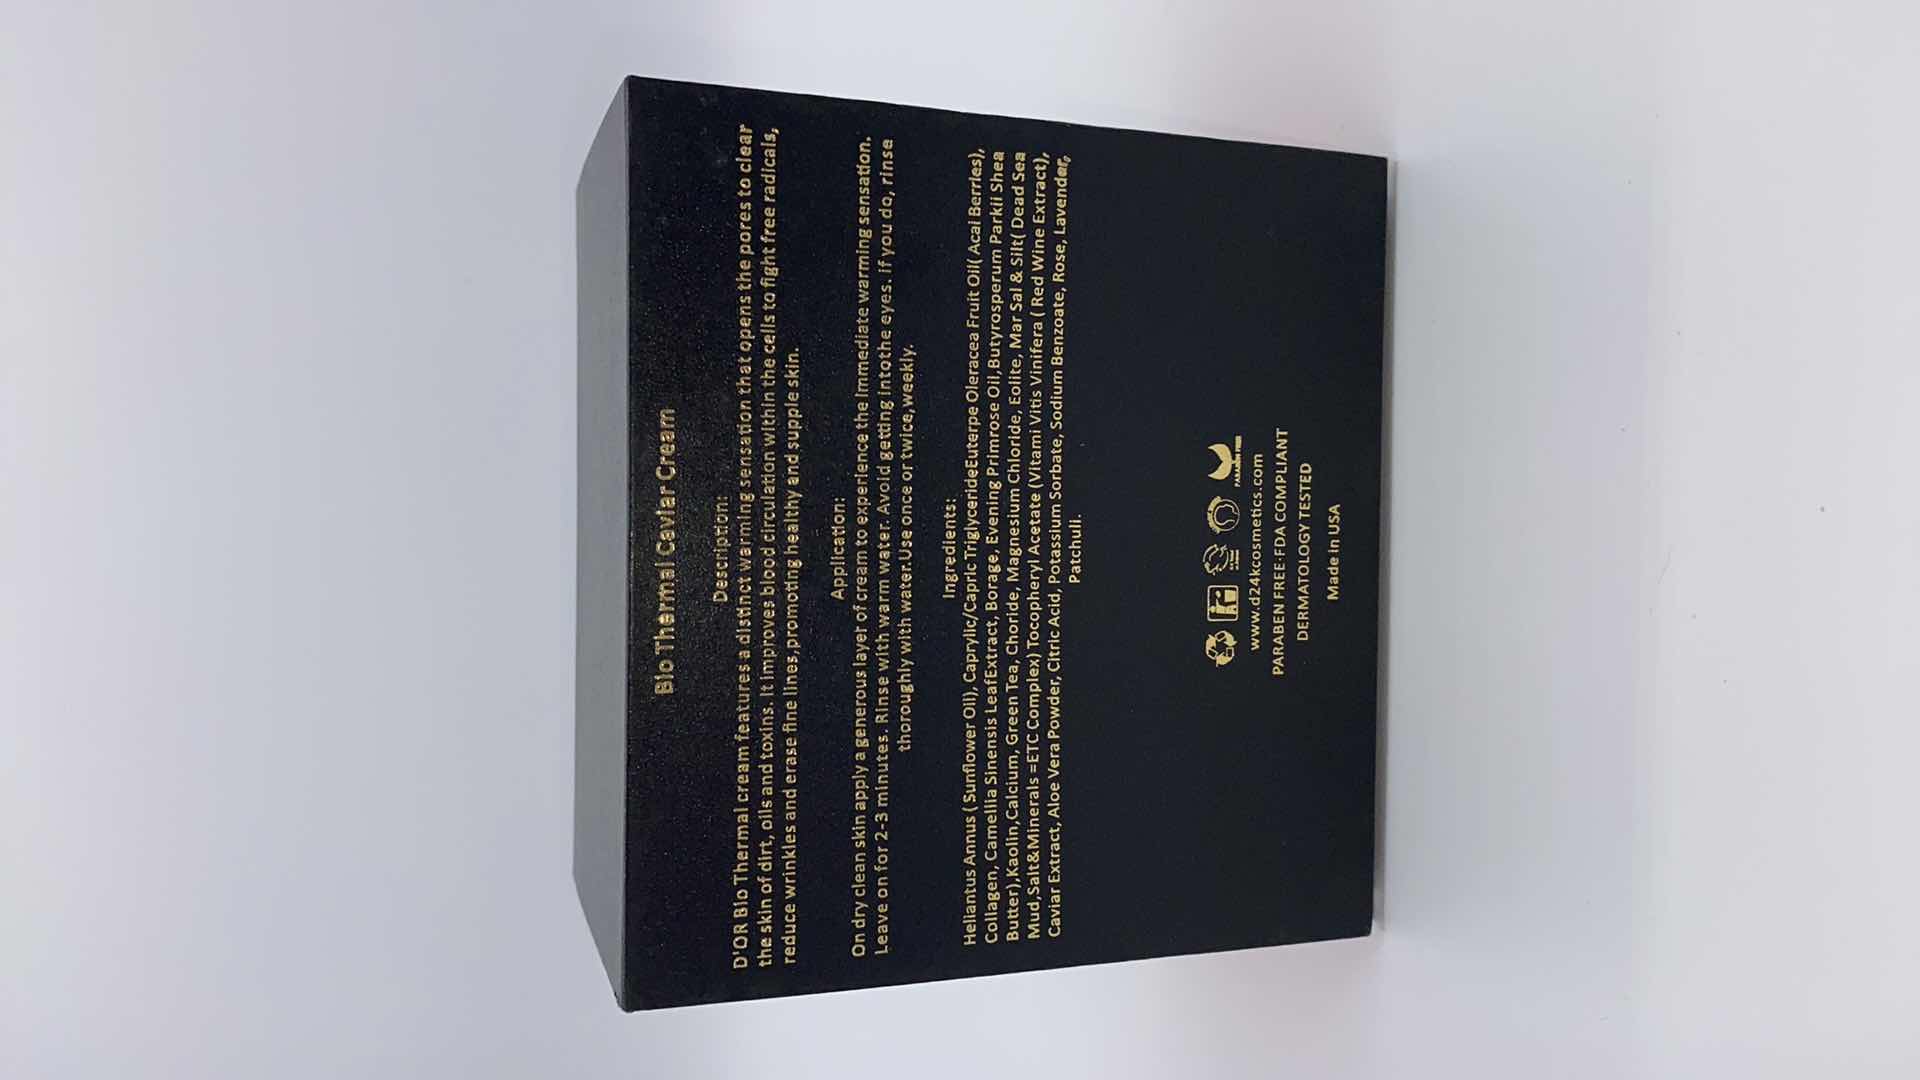 Bio Thermal Caviar Cream
Description:
D'OR Bio Thermal cream features a distinct warming sensation that opens the pores to clear
the skin of dirt, oils and toxins. It improves blood circulation within the cells to fight free radicals,
reduce wrinkles and erase fine lines,promoting healthy and supple skin.
Application:
On dry clean skin apply a generous layer of cream to experience the immediate warming sensation.
Leave on for 2-3 minutes. Rinse with warm water. Avoid getting intothe eyes. if you do, rinse
thoroughly with water.Use once or twice,weekly.
Ingredients:
Heliantus Annus ( Sunflower Oil), Caprylic/Capric TriglycerideEuterpe Oleracea Fruit Oil( Acai Berries),
Collagen, Camellia Sinensis LeafExtract, Borage, Evening Primrose Oil,Butyrosperum Parkii Shea
Butter),Kaolin,Calcium, Green Tea, Choride, Magnesium Chloride, Eolite, Mar Sal & Silt( Dead Sea
Mud,Salt&Minerals =ETC Complex) Tocopheryl Acetate (Vitami Vitis Vinifera ( Red Wine Extract),
Caviar Extract, Aloe Vera Powder, Citric Acid, Potassium Sorbate, Sodium Benzoate, Rose, Lavender,
Patchuli.
PARABEN FREE
www.d24kcosmetics.com
PARABEN FREE·FDA COMPLIANT
DERMATOLOGY TESTED
Made in USA